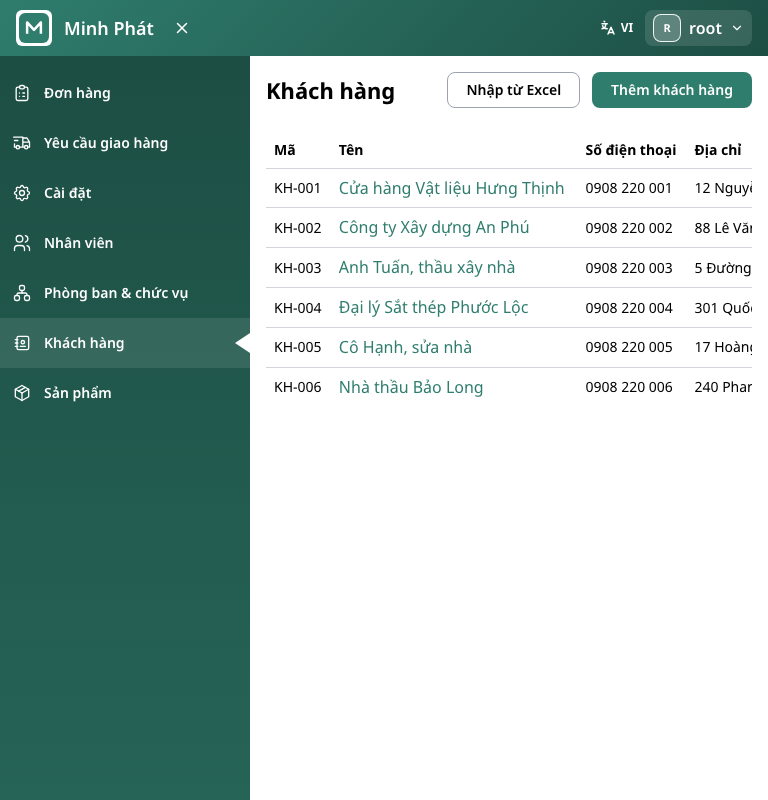 Minh Phát
VI
R
root
Đơn hàng
Yêu cầu giao hàng
Cài đặt
Nhân viên
Phòng ban & chức vụ
Khách hàng
Sản phẩm
Khách hàng
Nhập từ Excel
Thêm khách hàng
Mã Tên Số điện thoại Địa chỉ
KH-001 Cửa hàng Vật liệu Hưng Thịnh 0908 220 001 12
KH-002 Công ty Xây dựng An Phú 0908 220 002 88 Lê
KH-003 Anh Tuấn, thầu xây nhà 0908 220 003 5 Đường
KH-004 Đại lý Sắt thép Phước Lộc 0908 220 004 301
KH-005 Cô Hạnh, sửa nhà 0908 220 005 17
KH-006 Nhà thầu Bảo Long 0908 220 006 240